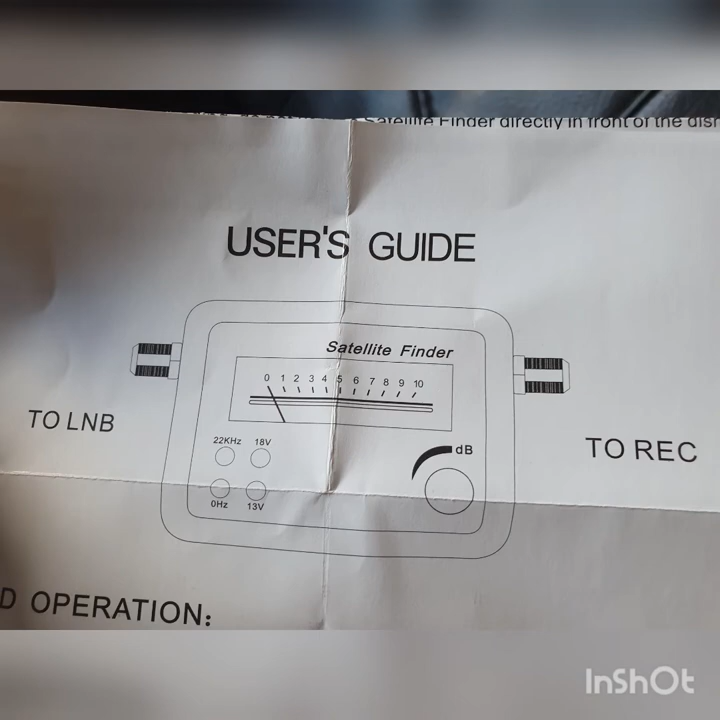 Satellite Finder directly in front of the dish
USER'S GUIDE
Satellite Finder
0 1 2 3 4 5 6 7 8 9 10
TO LNB
22KHz 18V
dB
TO REC
0Hz 13V
D OPERATION:
InShOt